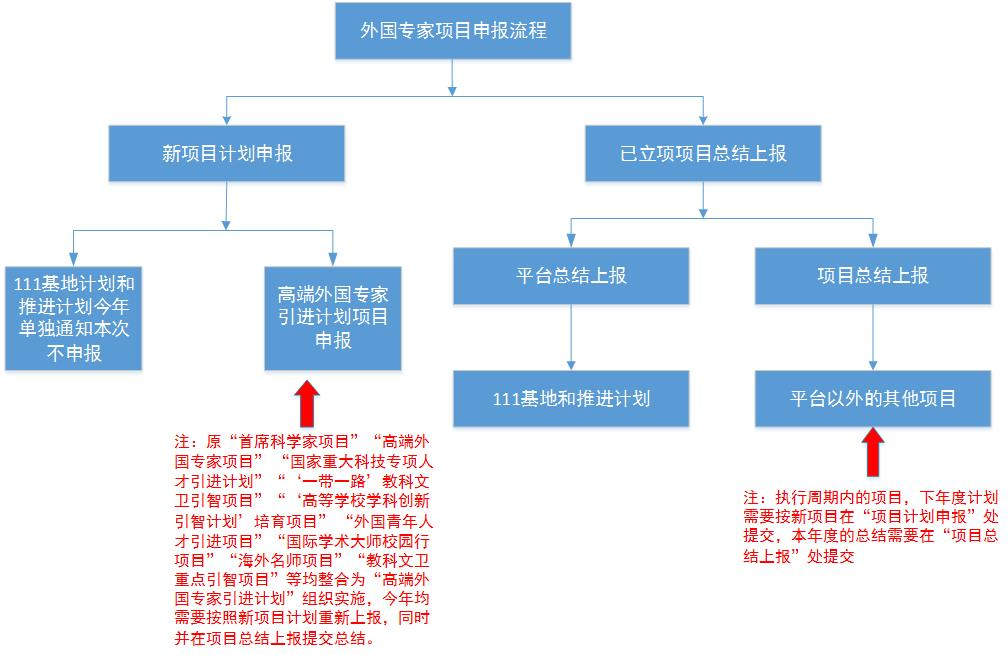 外国专家项目申报流程
新项目计划申报
已立项项目总结上报
111基地计划和
推进计划今年
单独通知本次
不申报
高端外国专家
引进计划项目
申报
平台总结上报
项目总结上报
111基地和推进计划
平台以外的其他项目
注：原“首席科学家项目”“高端外
国专家项目”“国家重大科技专项人
才引进计划”“‘一带一路’教科文
卫引智项目”“‘高等学校学科创新
引智计划’培育项目”“外国青年人
才引进项目”“国际学术大师校园行
项目”“海外名师项目”“教科文卫
重点引智项目”等均整合为“高端外
国专家引进计划”组织实施，今年均
需要按照新项目计划重新上报，同时
并在项目总结上报提交总结。
注：执行周期内的项目，下年度计划
需要按新项目在“项目计划申报”处
提交，本年度的总结需要在“项目总
结上报”处提交